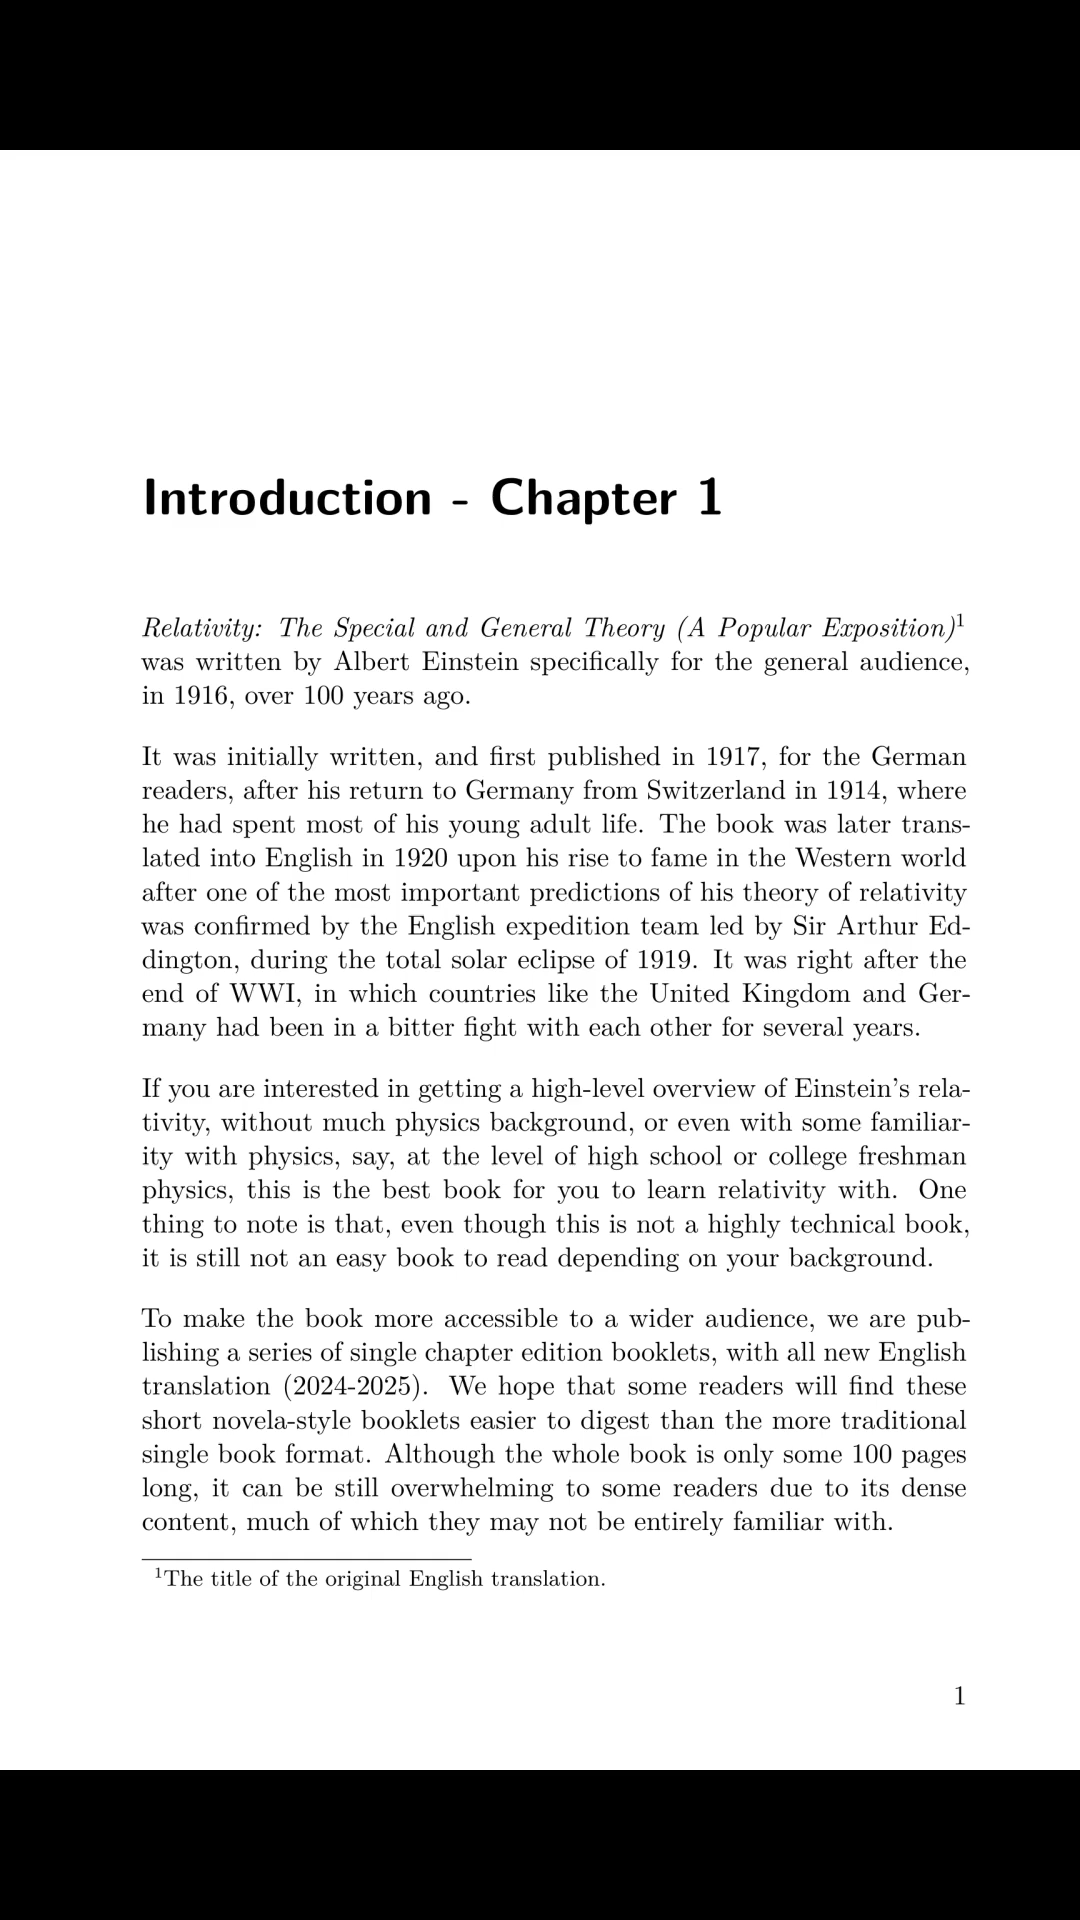 Introduction - Chapter 1
Relativity: The Special and General Theory (A Popular Exposition)¹
was written by Albert Einstein specifically for the general audience,
in 1916, over 100 years ago.
It was initially written, and first published in 1917, for the German
readers, after his return to Germany from Switzerland in 1914, where
he had spent most of his young adult life. The book was later trans-
lated into English in 1920 upon his rise to fame in the Western world
after one of the most important predictions of his theory of relativity
was confirmed by the English expedition team led by Sir Arthur Ed-
dington, during the total solar eclipse of 1919. It was right after the
end of WWI, in which countries like the United Kingdom and Ger-
many had been in a bitter fight with each other for several years.
If you are interested in getting a high-level overview of Einstein's rela-
tivity, without much physics background, or even with some familiar-
ity with physics, say, at the level of high school or college freshman
physics, this is the best book for you to learn relativity with. One
thing to note is that, even though this is not a highly technical book,
it is still not an easy book to read depending on your background.
To make the book more accessible to a wider audience, we are pub-
lishing a series of single chapter edition booklets, with all new English
translation (2024-2025). We hope that some readers will find these
short novela-style booklets easier to digest than the more traditional
single book format. Although the whole book is only some 100 pages
long, it can be still overwhelming to some readers due to its dense
content, much of which they may not be entirely familiar with.
¹The title of the original English translation.
1